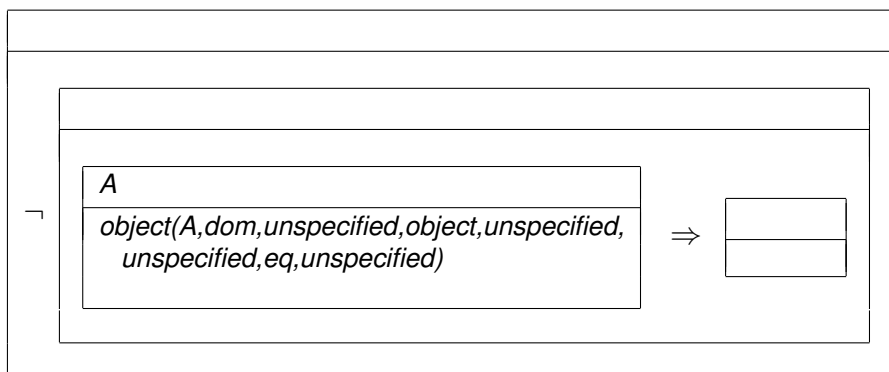 A
object(A,dom,unspecified,object,unspecified,
¬ ⇒
unspecified,eq,unspecified)